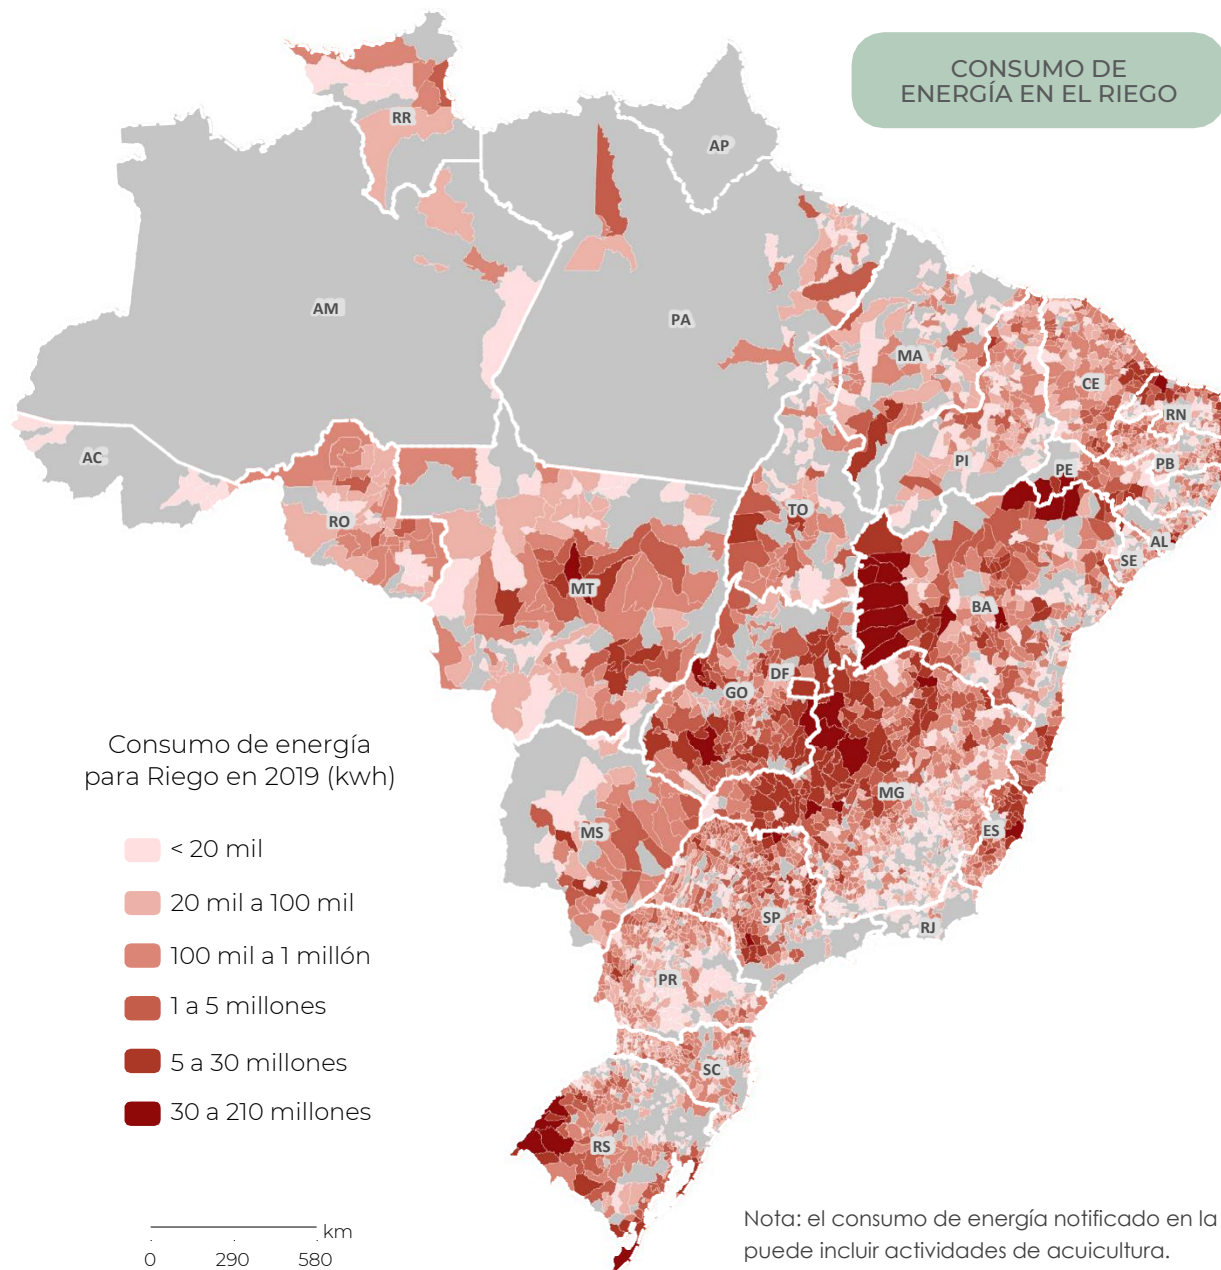 CONSUMO DE
ENERGÍA EN EL RIEGO
RR
AP
AM
PA
MA
CE
RN
PB
PE
PI
AC
RO
TO
AL
SE
MT
BA
DF
GO
Consumo de energía
para Riego en 2019 (kwh)
< 20 mil
20 mil a 100 mil
100 mil a 1 millón
1 a 5 millones
5 a 30 millones
30 a 210 millones
MG
MS
ES
SP
RJ
PR
SC
RS
km
0 290 580
Nota: el consumo de energía notificado en la
puede incluir actividades de acuicultura.